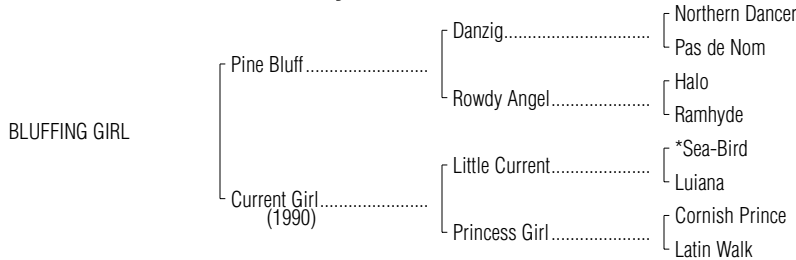 Northern Dancer
Danzig..............................
Pas de Nom
Pine Bluff..........................
Halo
Rowdy Angel.....................
Ramhyde
BLUFFING GIRL
*Sea-Bird
Little Current.....................
Luiana
Current Girl.......................
(1990)
Cornish Prince
Princess Girl.....................
Latin Walk